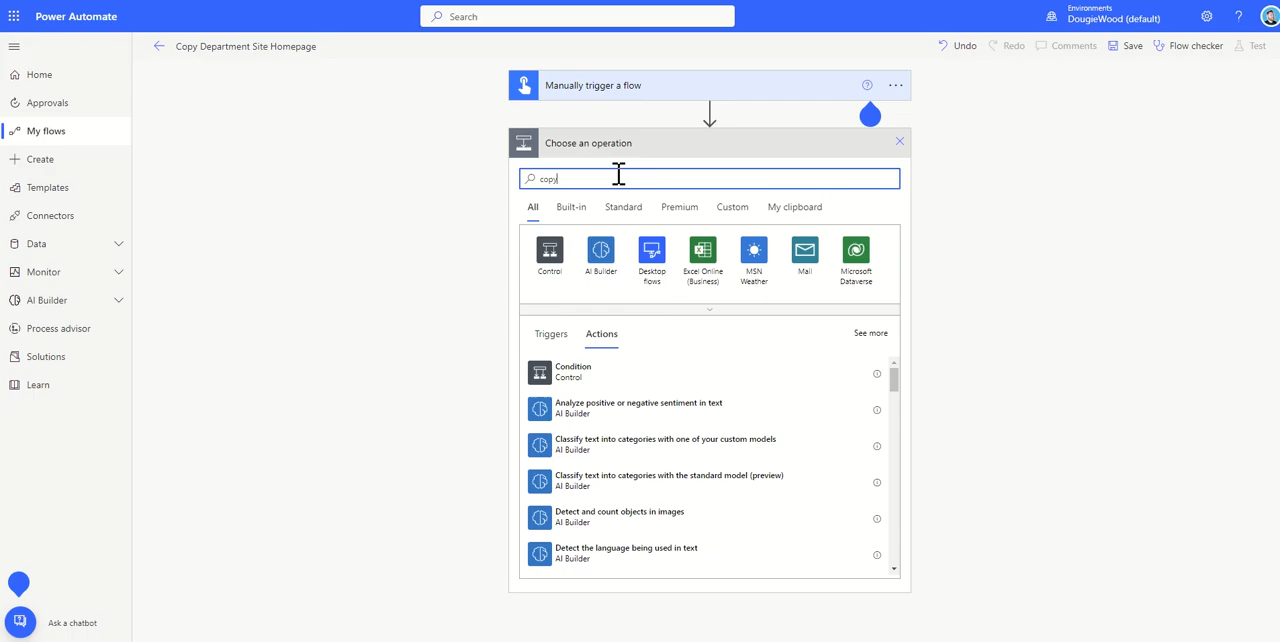 Power Automate
Search
Environments
DougieWood (default)
Copy Department Site Homepage
Undo
Redo
Comments
Save
Flow checker
Test
Home
Approvals
My flows
Create
Templates
Connectors
Data
Monitor
AI Builder
Process advisor
Solutions
Learn
Ask a chatbot
Manually trigger a flow
Choose an operation
copy
All
Built-in
Standard
Premium
Custom
My clipboard
Control
AI Builder
Desktop
flows
Excel Online
(Business)
MSN
Weather
Mail
Microsoft
Dataverse
Triggers
Actions
See more
Condition
Control
Analyze positive or negative sentiment in text
AI Builder
Classify text into categories with one of your custom models
AI Builder
Classify text into categories with the standard model (preview)
AI Builder
Detect and count objects in images
AI Builder
Detect the language being used in text
AI Builder